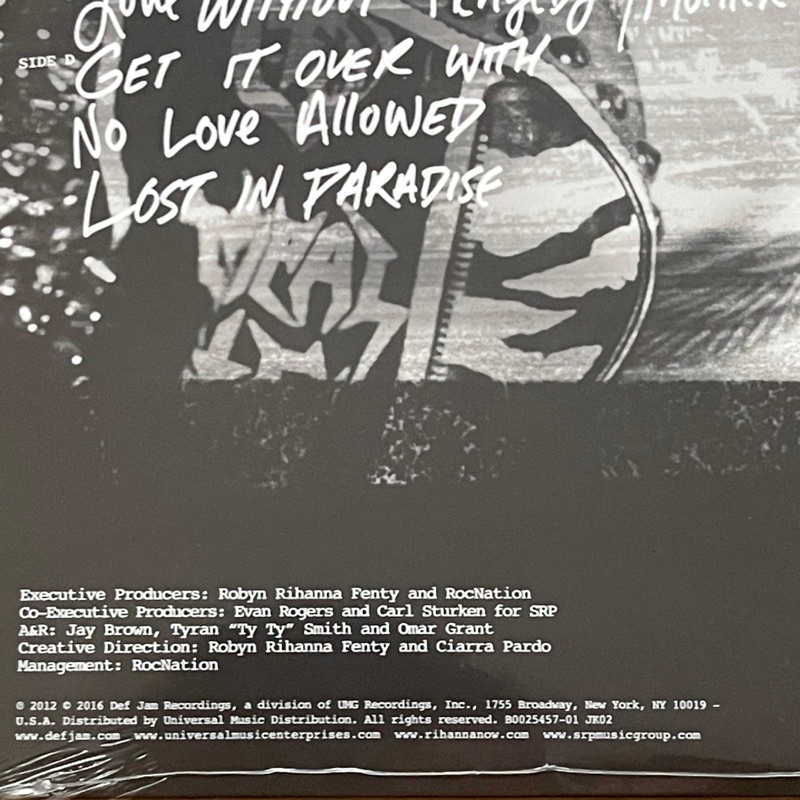 Love Without Tragedy / Mother
SIDE D
GET IT OVER WITH
No Love AlloWED
LOST IN PARADISE
Executive Producers: Robyn Rihanna Fenty and RocNation
Co-Executive Producers: Evan Rogers and Carl Sturken for SRP
A&R: Jay Brown, Tyran “Ty Ty” Smith and Omar Grant
Creative Direction: Robyn Rihanna Fenty and Ciarra Pardo
Management: RocNation
℗ 2012 © 2016 Def Jam Recordings, a division of UMG Recordings, Inc., 1755 Broadway, New York, NY 10019 –
U.S.A. Distributed by Universal Music Distribution. All rights reserved. B0025457-01 JK02
www.defjam.com www.universalmusicenterprises.com www.rihannanow.com www.srpmusicgroup.com